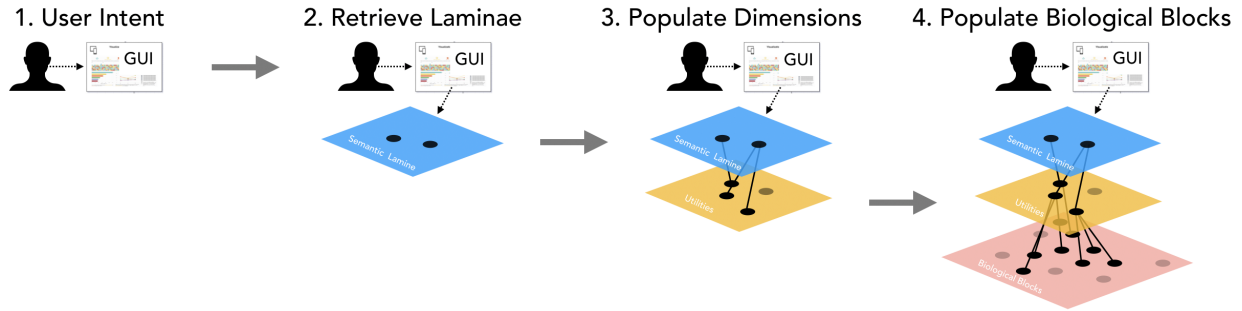 1. User Intent
2. Retrieve Laminae
3. Populate Dimensions
4. Populate Biological Blocks
GUI
GUI
GUI
GUI
Semantic Lamine
Semantic Lamine
Utilities
Semantic Lamine
Utilities
Biological Blocks